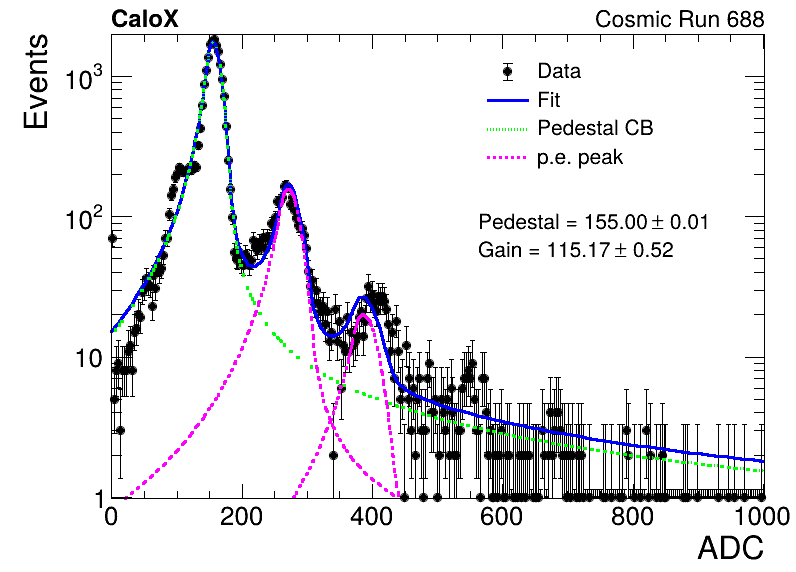 CaloX Cosmic Run 688
Events
10³
10²
10
1
Data
Fit
Pedestal CB
p.e. peak
Pedestal = 155.00 ± 0.01
Gain = 115.17 ± 0.52
0 200 400 600 800 1000
ADC